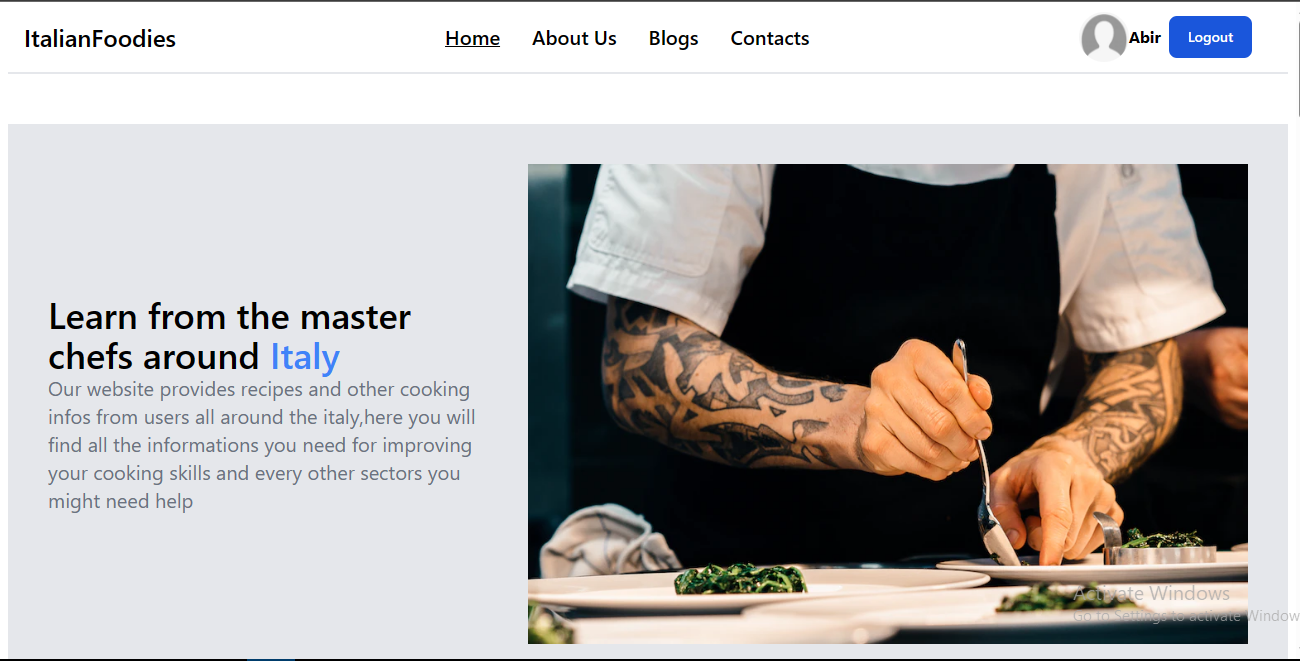 ItalianFoodies
Home
About Us
Blogs
Contacts
Abir
Logout
Learn from the master
chefs around Italy
Our website provides recipes and other cooking
infos from users all around the italy,here you will
find all the informations you need for improving
your cooking skills and every other sectors you
might need help
Activate Windows
Go to Settings to activate Window